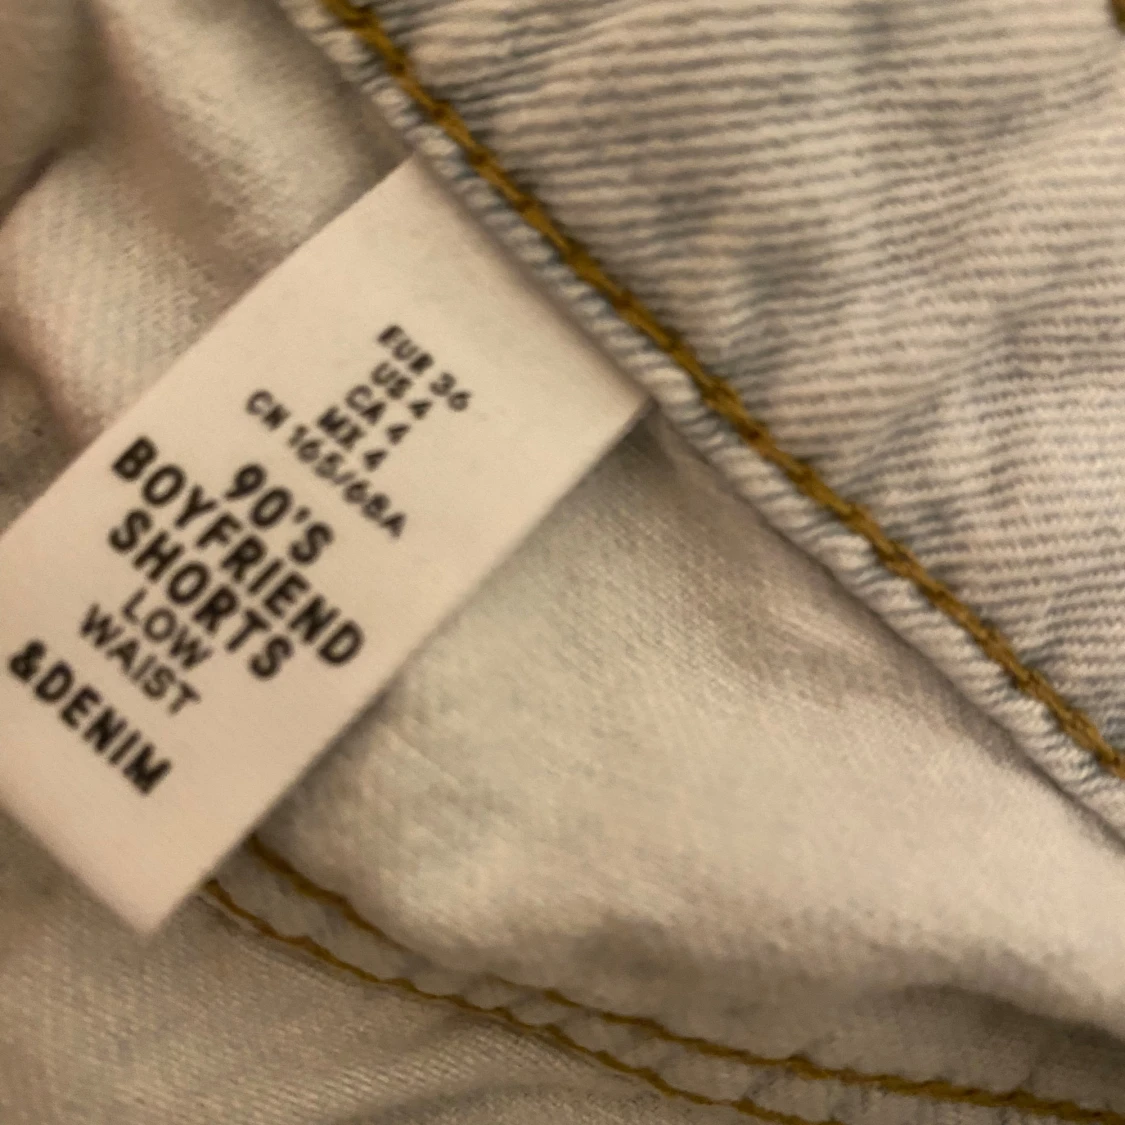 EUR 36
US 4
CA 4
MX 4
CN 165/68A
90'S
BOYFRIEND
SHORTS
LOW
WAIST
&DENIM